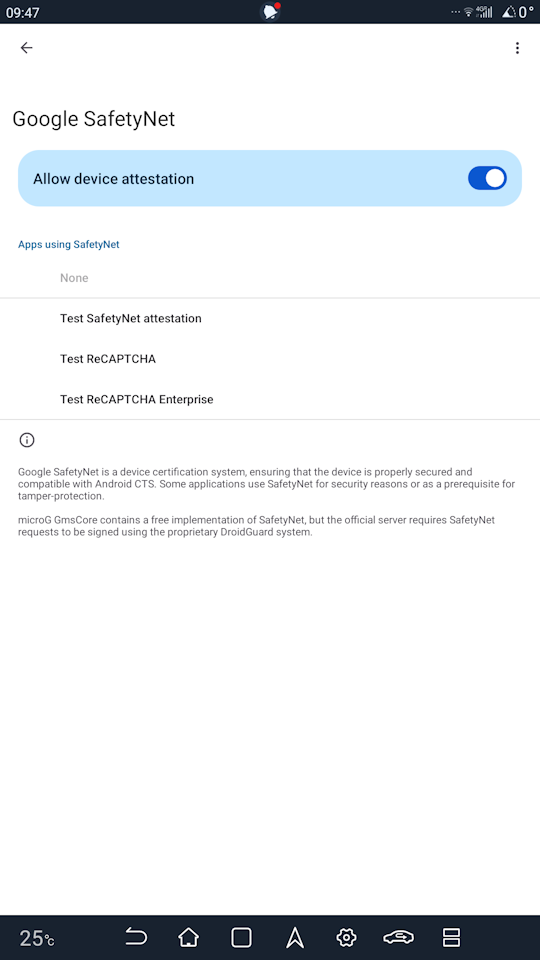 09:47
0°
Google SafetyNet
Allow device attestation
Apps using SafetyNet
None
Test SafetyNet attestation
Test ReCAPTCHA
Test ReCAPTCHA Enterprise
Google SafetyNet is a device certification system, ensuring that the device is properly secured and
compatible with Android CTS. Some applications use SafetyNet for security reasons or as a prerequisite for
tamper-protection.
microG GmsCore contains a free implementation of SafetyNet, but the official server requires SafetyNet
requests to be signed using the proprietary DroidGuard system.
25°C